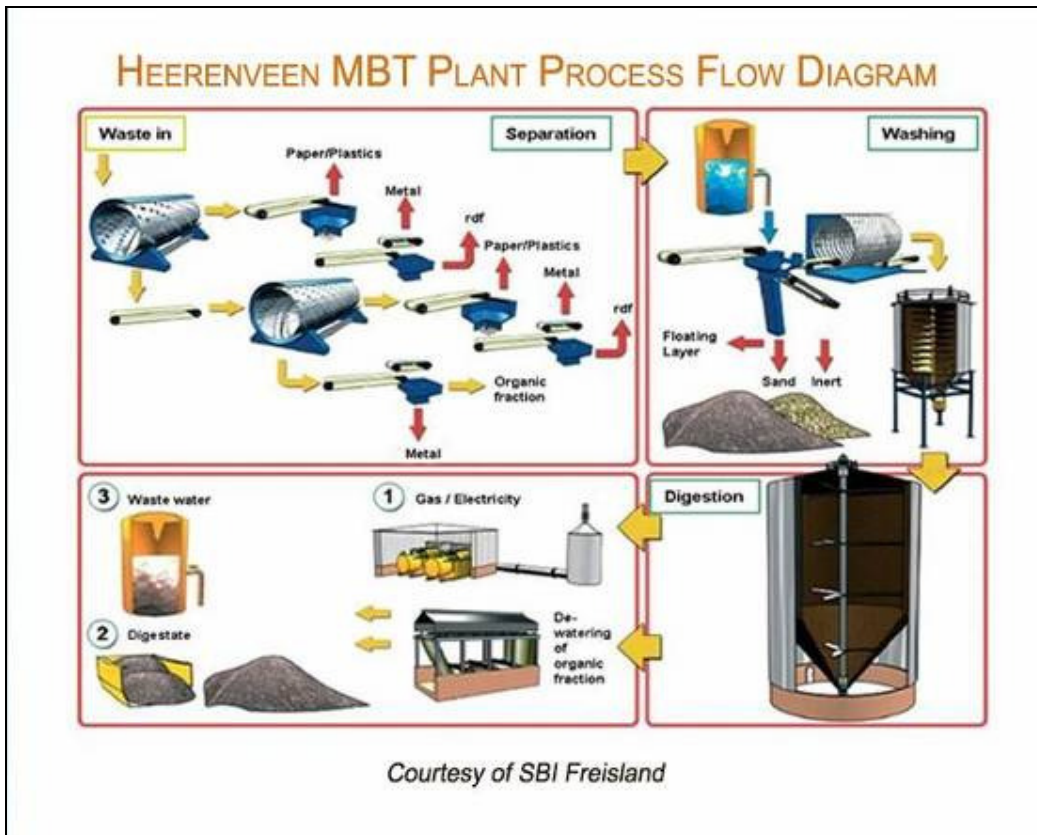 HEERENVEEN MBT PLANT PROCESS FLOW DIAGRAM
Waste in
Separation
Paper/Plastics
Metal
rdf
Paper/Plastics
Metal
rdf
Organic
fraction
Metal
Washing
Floating
Layer
Sand
Inert
Digestion
1
Gas / Electricity
De-
watering
of
organic
fraction
3
Waste water
2
Digestate
Courtesy of SBI Freisland